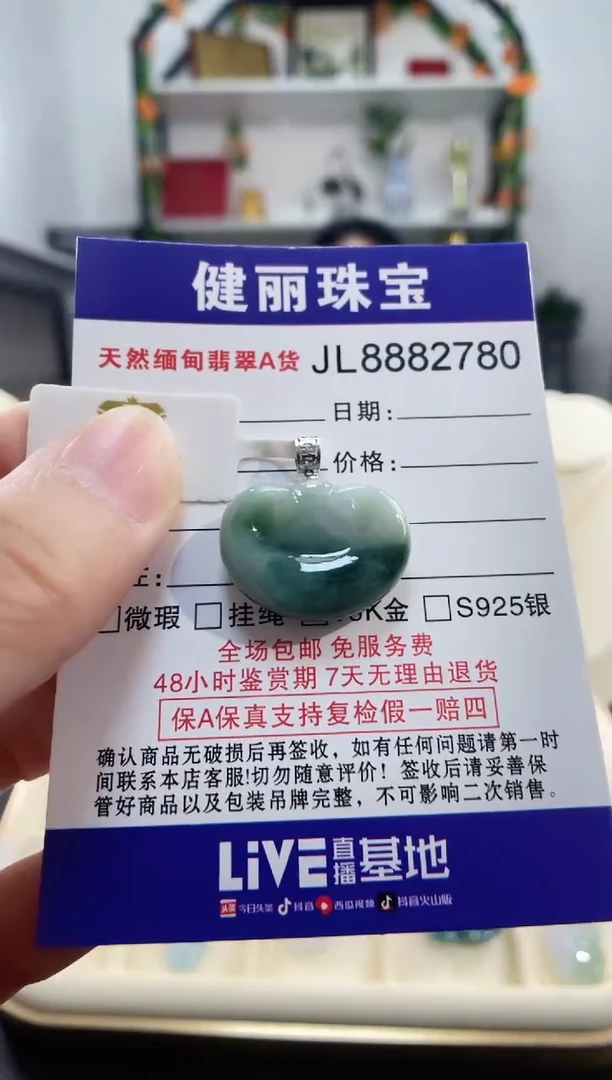 健丽珠宝
天然缅甸翡翠A货 JL8882780
日期:
价格:
注:
□微瑕 □挂绳 K金 □S925银
全场包邮 免服务费
48小时鉴赏期 7天无理由退货
保A保真支持复检假一赔四
确认商品无破损后再签收，如有任何问题请第一时
间联系本店客服!切勿随意评价！签收后请妥善保
管好商品以及包装吊牌完整，不可影响二次销售。
LiVE直播基地
头条 今日头条 抖音 西瓜视频 抖音火山版